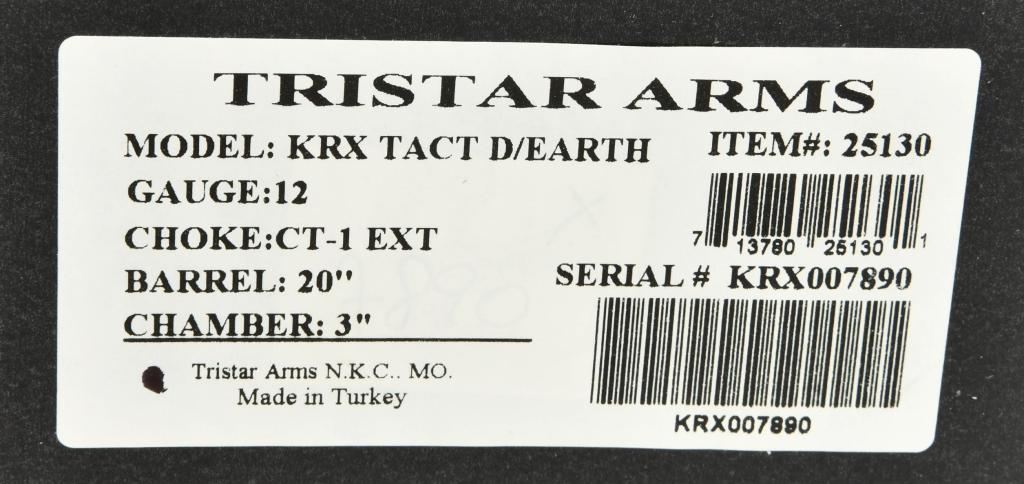 TRISTAR ARMS
MODEL: KRX TACT D/EARTH
ITEM#: 25130
GAUGE:12
7 13780 25130 1
CHOKE:CT-1 EXT
BARREL: 20"
SERIAL # KRX007890
CHAMBER: 3"
Tristar Arms N.K.C.. MO.
Made in Turkey
KRX007890